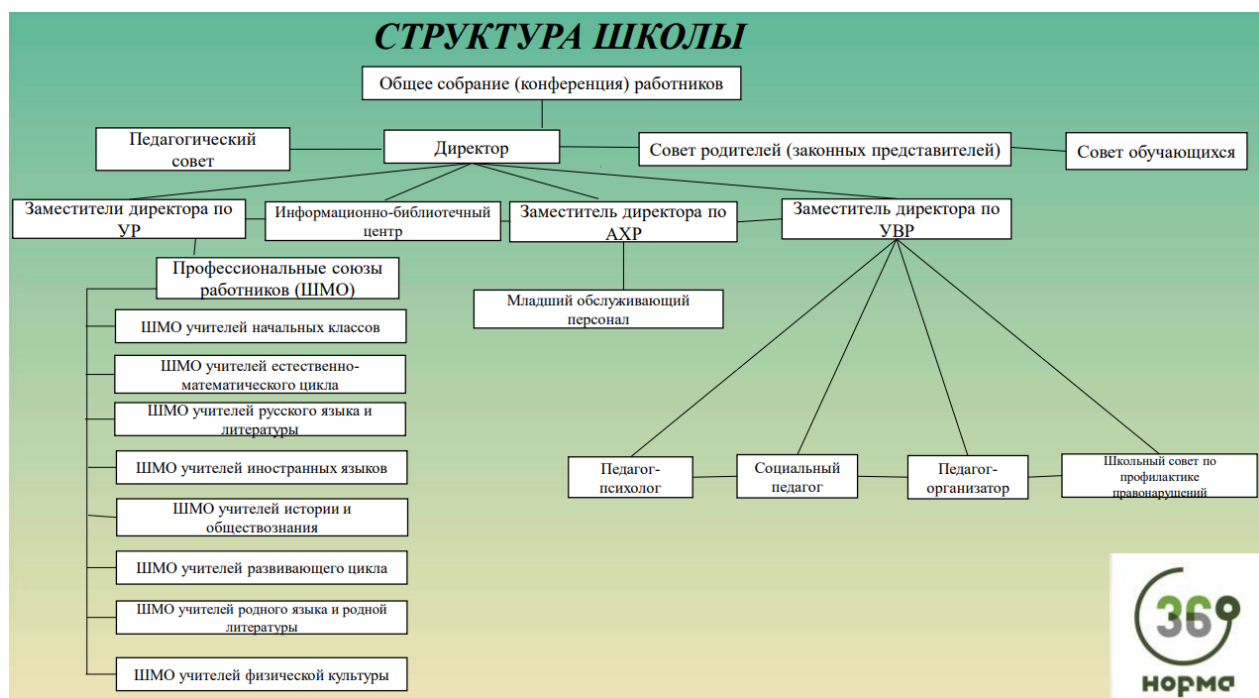 СТРУКТУРА ШКОЛЫ
Общее собрание (конференция) работников
Педагогический
совет
Директор
Совет родителей (законных представителей)
Совет обучающихся
Заместители директора по
УР
Информационно-библиотечный
центр
Заместитель директора по
АХР
Заместитель директора по
УВР
Профессиональные союзы
работников (ШМО)
Младший обслуживающий
персонал
ШМО учителей начальных классов
ШМО учителей естественно-
математического цикла
ШМО учителей русского языка и
литературы
ШМО учителей иностранных языков
ШМО учителей истории и
обществознания
ШМО учителей развивающего цикла
ШМО учителей родного языка и родной
литературы
ШМО учителей физической культуры
Педагог-
психолог
Социальный
педагог
Педагог-
организатор
Школьный совет по
профилактике
правонарушений
369
норма